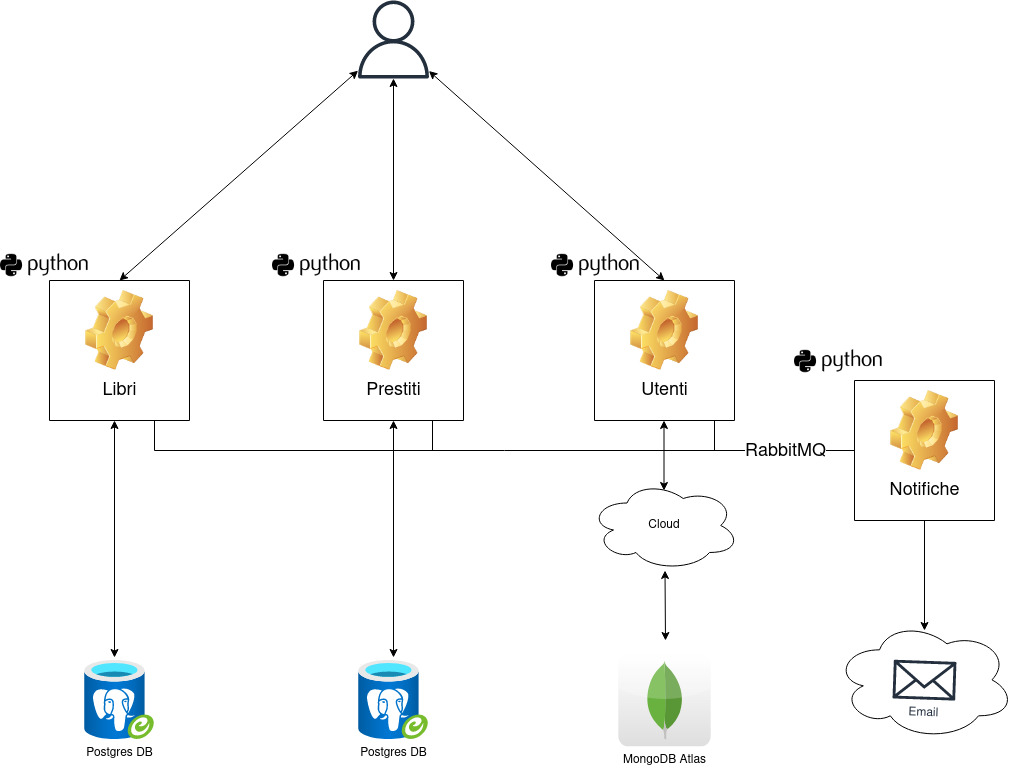 python
python
python
Libri
Prestiti
Utenti
python
RabbitMQ
Notifiche
Cloud
Email
Postgres DB
Postgres DB
MongoDB Atlas